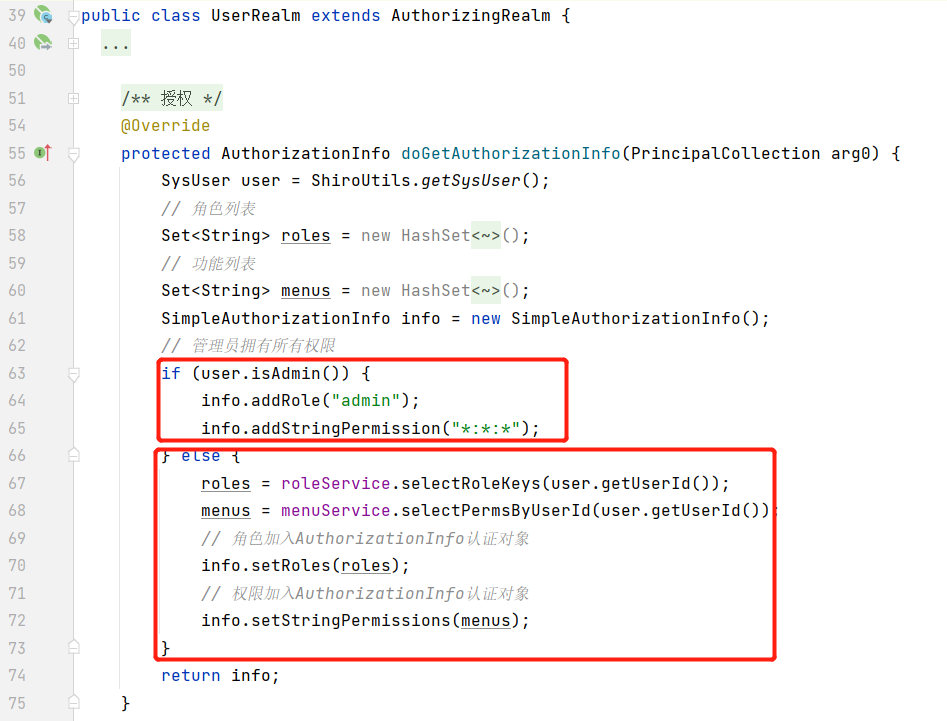 39 public class UserRealm extends AuthorizingRealm {
40 ...
50
51 /** 授权 */
54 @Override
55 protected AuthorizationInfo doGetAuthorizationInfo(PrincipalCollection arg0) {
56 SysUser user = ShiroUtils.getSysUser();
57 // 角色列表
58 Set<String> roles = new HashSet<~>();
59 // 功能列表
60 Set<String> menus = new HashSet<~>();
61 SimpleAuthorizationInfo info = new SimpleAuthorizationInfo();
62 // 管理员拥有所有权限
63 if (user.isAdmin()) {
64 info.addRole("admin");
65 info.addStringPermission("*:*:*");
66 } else {
67 roles = roleService.selectRoleKeys(user.getUserId());
68 menus = menuService.selectPermsByUserId(user.getUserId());
69 // 角色加入AuthorizationInfo认证对象
70 info.setRoles(roles);
71 // 权限加入AuthorizationInfo认证对象
72 info.setStringPermissions(menus);
73 }
74 return info;
75 }